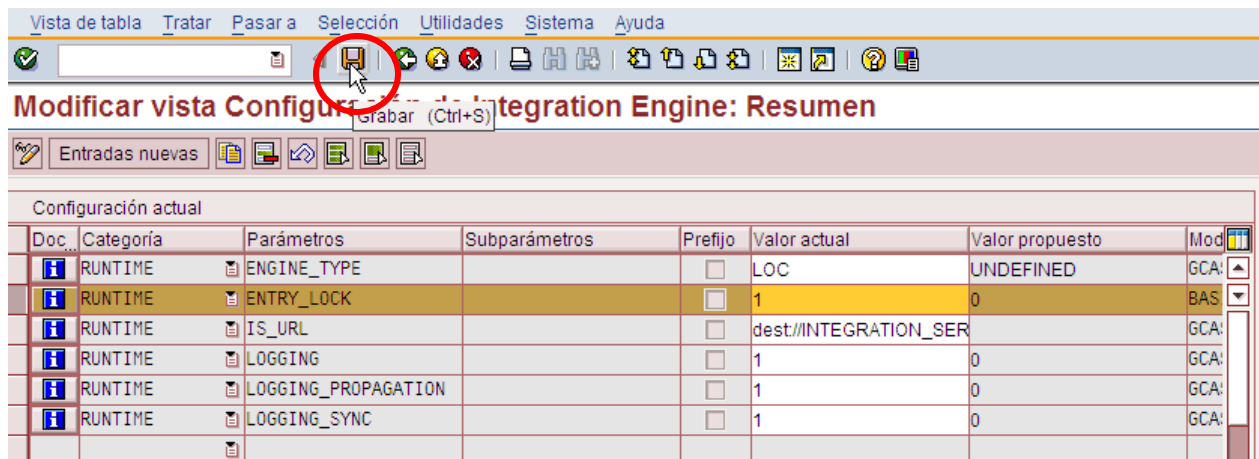 Vista de tabla Tratar Pasar a Selección Utilidades Sistema Ayuda
Modificar vista Configuración de Integration Engine: Resumen
Grabar (Ctrl+S)
Entradas nuevas
Configuración actual
Doc... Categoría Parámetros Subparámetros Prefijo Valor actual Valor propuesto Mod
RUNTIME ENGINE_TYPE LOC UNDEFINED GCA
RUNTIME ENTRY_LOCK 1 0 BAS
RUNTIME IS_URL dest://INTEGRATION_SER GCA
RUNTIME LOGGING 1 0 GCA
RUNTIME LOGGING_PROPAGATION 1 0 GCA
RUNTIME LOGGING_SYNC 1 0 GCA